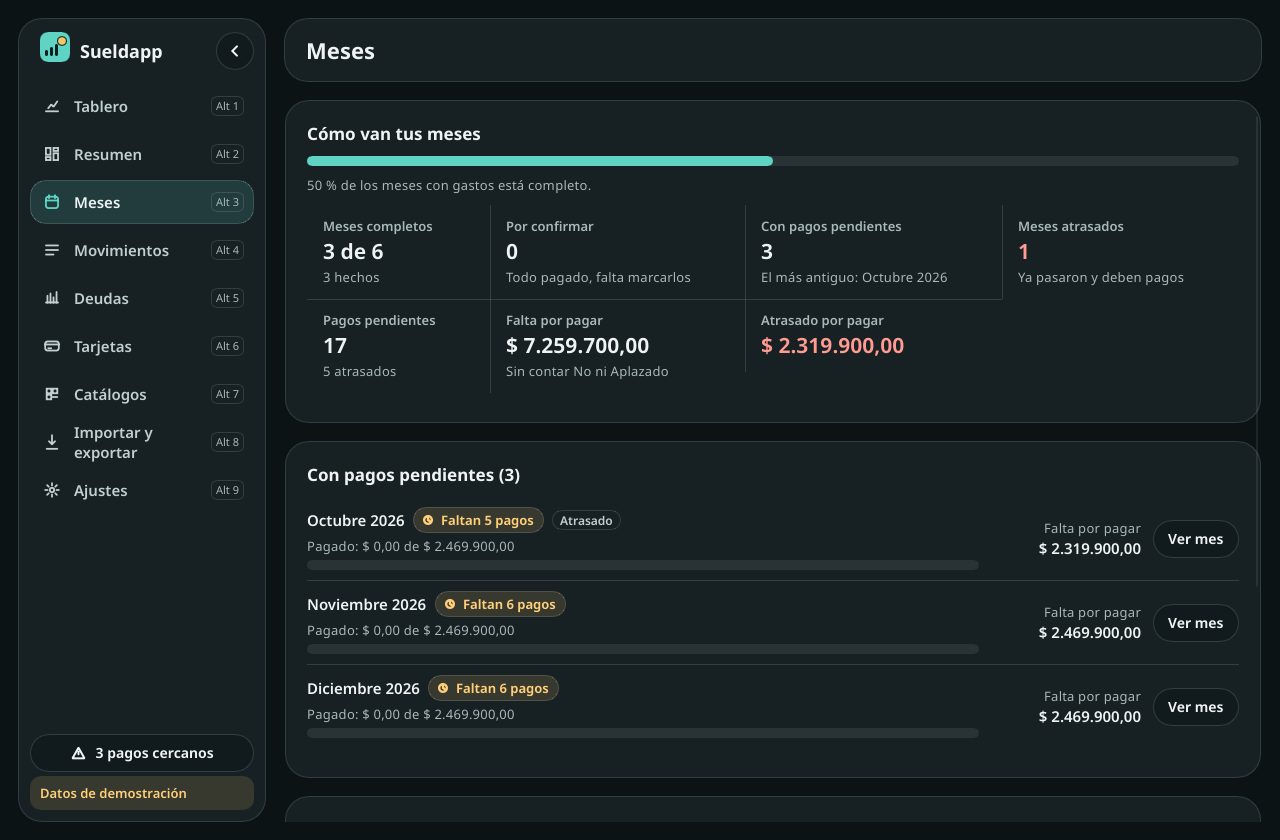 Sueldapp
Tablero Alt 1
Resumen Alt 2
Meses Alt 3
Movimientos Alt 4
Deudas Alt 5
Tarjetas Alt 6
Catálogos Alt 7
Importar y
exportar Alt 8
Ajustes Alt 9
3 pagos cercanos
Datos de demostración
Meses
Cómo van tus meses
50 % de los meses con gastos está completo.
Meses completos
3 de 6
3 hechos
Por confirmar
0
Todo pagado, falta marcarlos
Con pagos pendientes
3
El más antiguo: Octubre 2026
Meses atrasados
1
Ya pasaron y deben pagos
Pagos pendientes
17
5 atrasados
Falta por pagar
$ 7.259.700,00
Sin contar No ni Aplazado
Atrasado por pagar
$ 2.319.900,00
Con pagos pendientes (3)
Octubre 2026 Faltan 5 pagos Atrasado
Pagado: $ 0,00 de $ 2.469.900,00
Falta por pagar
$ 2.319.900,00
Ver mes
Noviembre 2026 Faltan 6 pagos
Pagado: $ 0,00 de $ 2.469.900,00
Falta por pagar
$ 2.469.900,00
Ver mes
Diciembre 2026 Faltan 6 pagos
Pagado: $ 0,00 de $ 2.469.900,00
Falta por pagar
$ 2.469.900,00
Ver mes